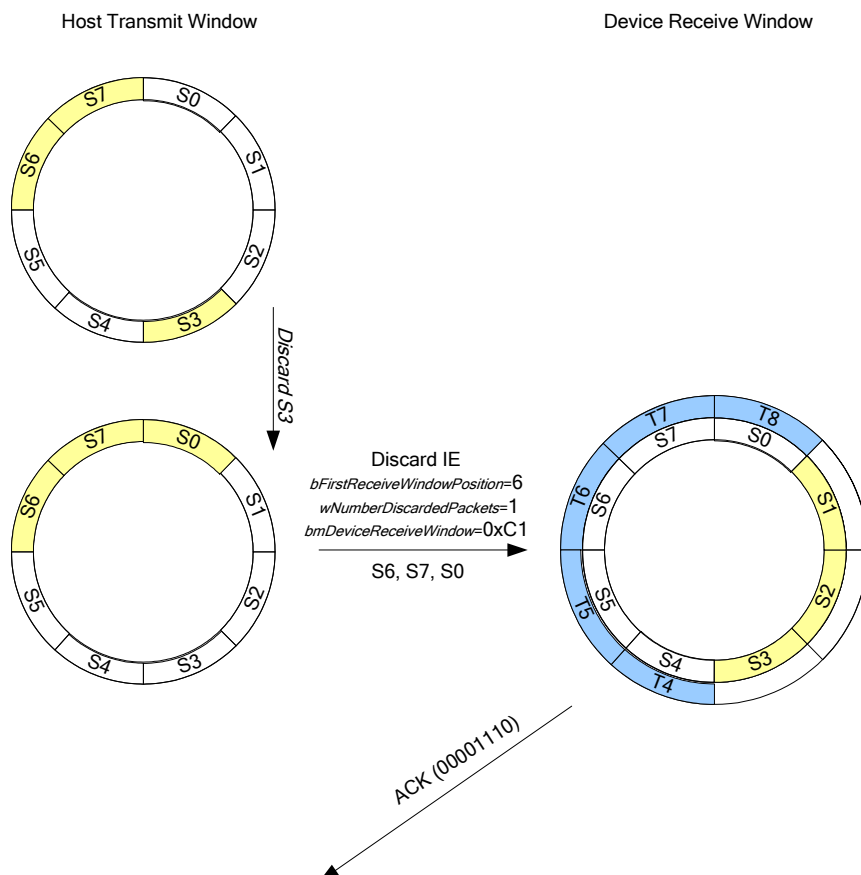 Host Transmit Window
Device Receive Window
S7
S0
S6
S1
S5
S2
S4
S3
Discard S3
S7
S0
S6
S1
S5
S2
S4
S3
Discard IE
bFirstReceiveWindowPosition=6
wNumberDiscardedPackets=1
bmDeviceReceiveWindow=0xC1
S6, S7, S0
T7
T8
S7
S0
T6
S6
S1
T5
S5
S2
S4
S3
T4
ACK (00001110)